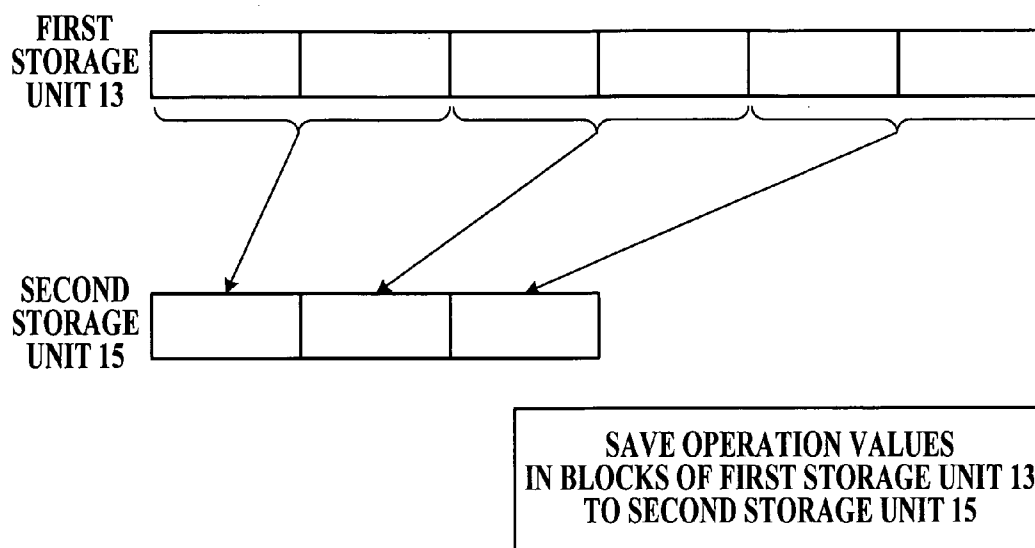 FIRST
STORAGE
UNIT 13
SECOND
STORAGE
UNIT 15
SAVE OPERATION VALUES
IN BLOCKS OF FIRST STORAGE UNIT 13
TO SECOND STORAGE UNIT 15